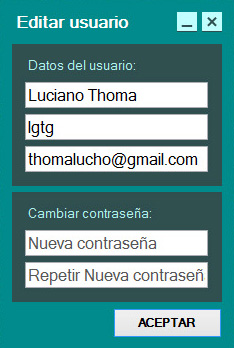 Editar usuario
Datos del usuario:
Luciano Thoma
lgtg
thomalucho@gmail.com
Cambiar contraseña:
Nueva contraseña
Repetir Nueva contraseñ
ACEPTAR